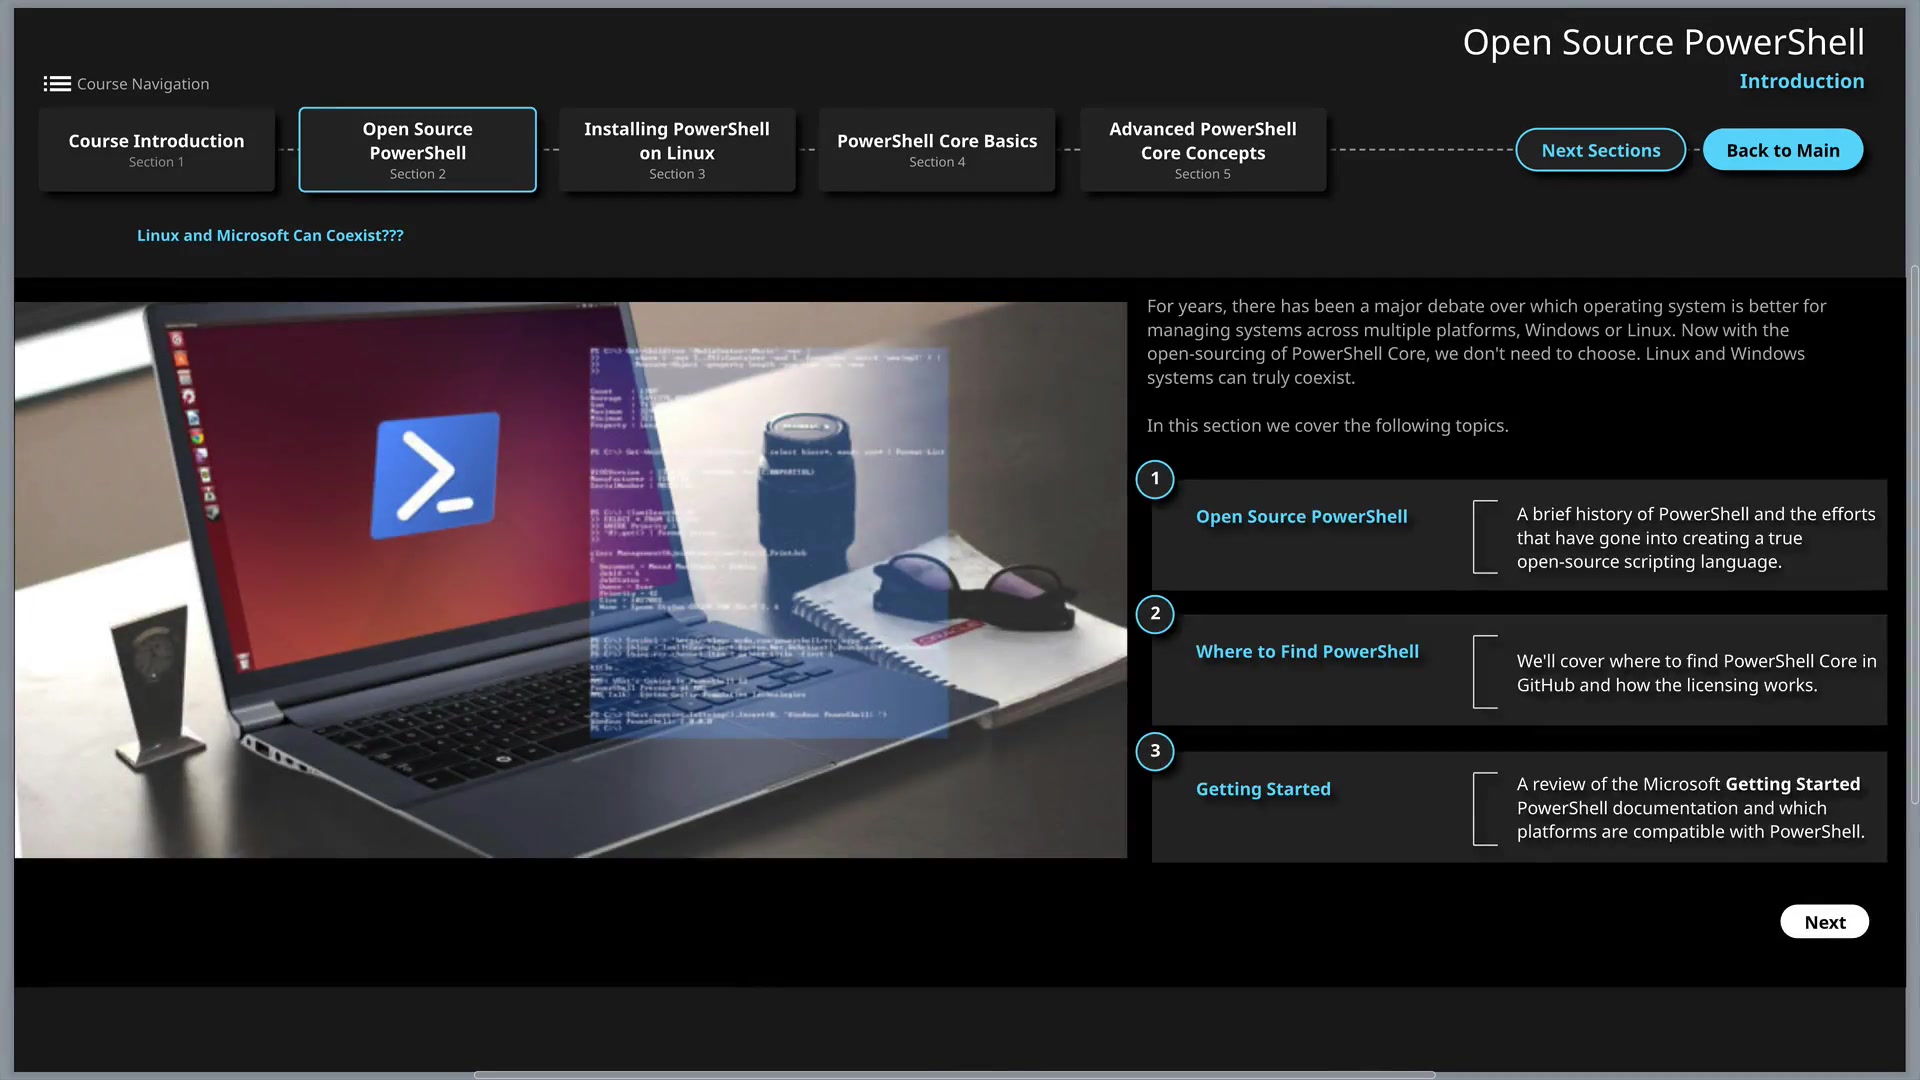 Open Source PowerShell
Introduction
Course Navigation
Course Introduction
Section 1
Open Source
PowerShell
Section 2
Installing PowerShell
on Linux
Section 3
PowerShell Core Basics
Section 4
Advanced PowerShell
Core Concepts
Section 5
Next Sections
Back to Main
Linux and Microsoft Can Coexist???
For years, there has been a major debate over which operating system is better for
managing systems across multiple platforms, Windows or Linux. Now with the
open-sourcing of PowerShell Core, we don't need to choose. Linux and Windows
systems can truly coexist.
In this section we cover the following topics.
1
Open Source PowerShell
A brief history of PowerShell and the efforts
that have gone into creating a true
open-source scripting language.
2
Where to Find PowerShell
We'll cover where to find PowerShell Core in
GitHub and how the licensing works.
3
Getting Started
A review of the Microsoft Getting Started
PowerShell documentation and which
platforms are compatible with PowerShell.
Next